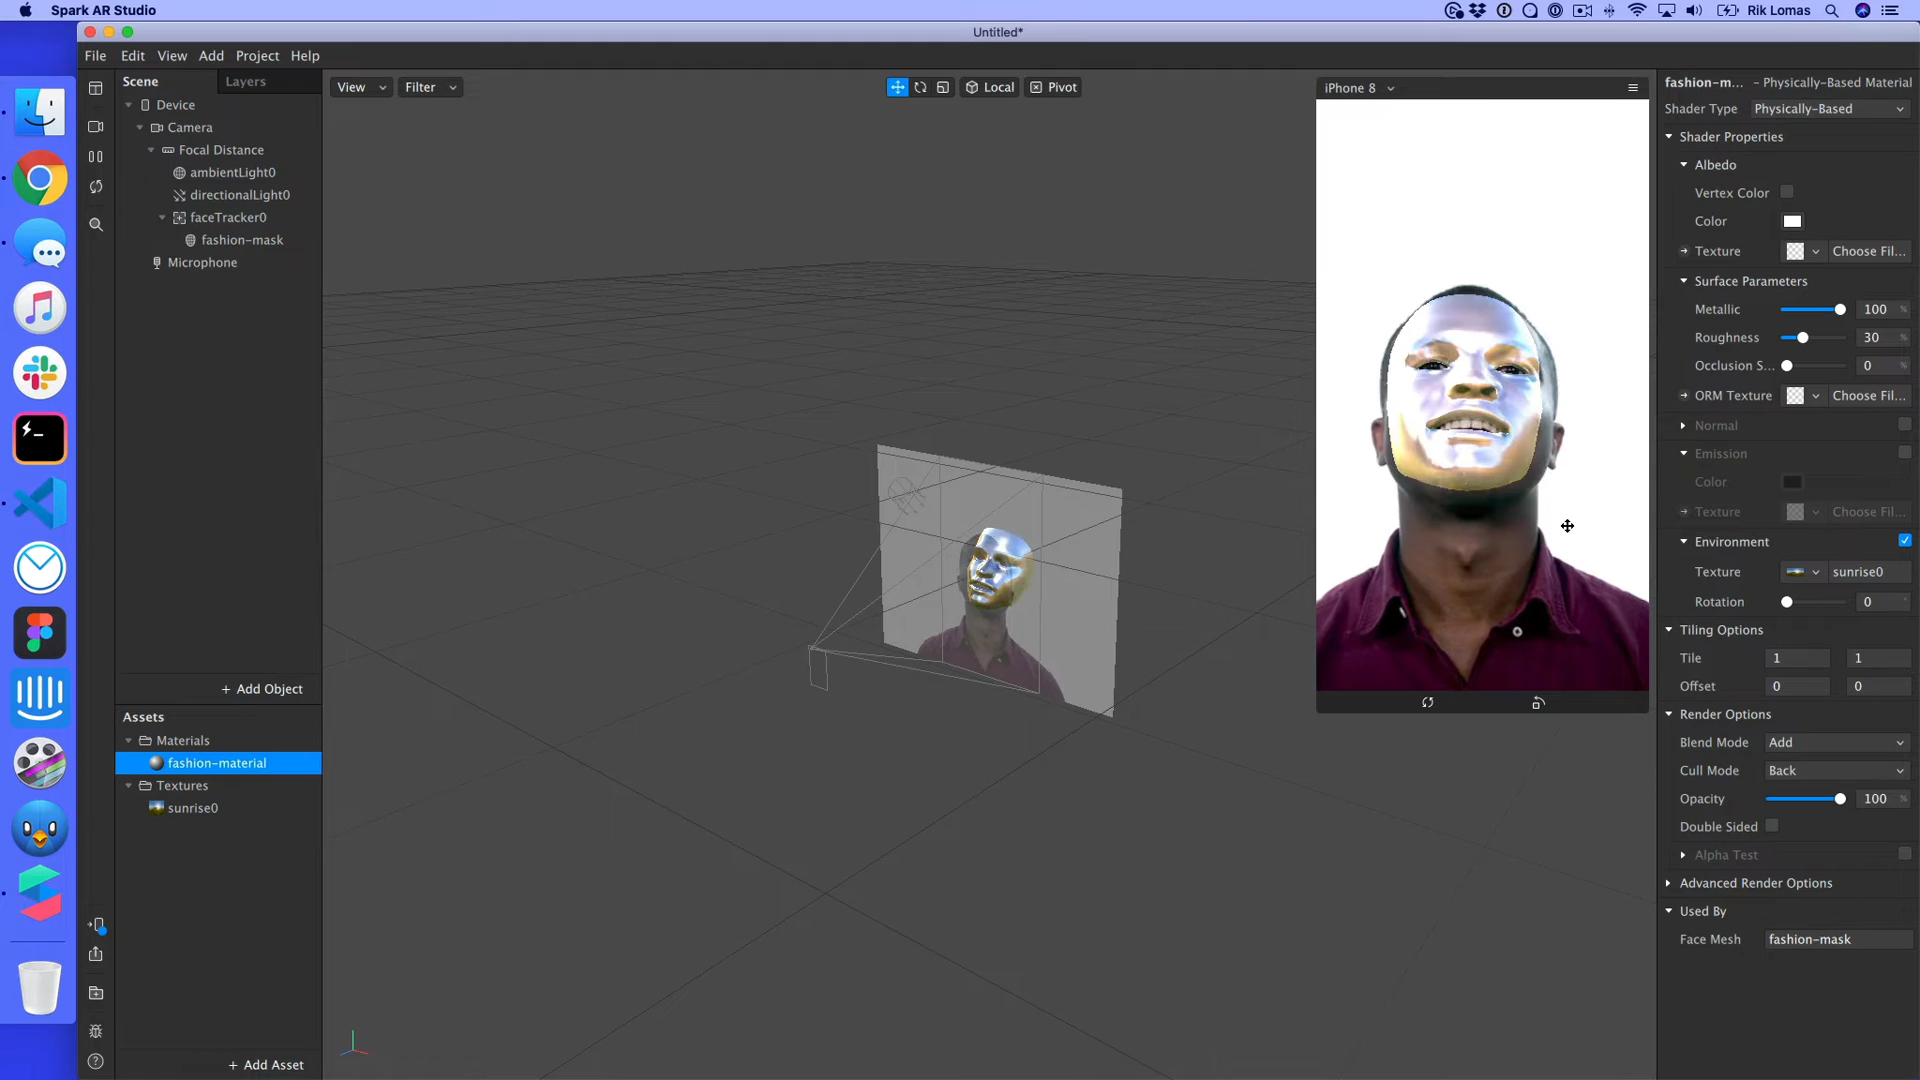 Spark AR Studio
Rik Lomas
Untitled*
File Edit View Add Project Help
Scene Layers
Device
Camera
Focal Distance
ambientLight0
directionalLight0
faceTracker0
fashion-mask
Microphone
+ Add Object
Assets
Materials
fashion-material
Textures
sunrise0
+ Add Asset
View Filter
Local Pivot
iPhone 8
fashion-m... - Physically-Based Material
Shader Type Physically-Based
Shader Properties
Albedo
Vertex Color
Color
Texture Choose Fil...
Surface Parameters
Metallic 100 %
Roughness 30 %
Occlusion S... 0 %
ORM Texture Choose Fil...
Normal
Emission
Color
Texture Choose Fil...
Environment
Texture sunrise0
Rotation 0 °
Tiling Options
Tile 1 1
Offset 0 0
Render Options
Blend Mode Add
Cull Mode Back
Opacity 100 %
Double Sided
Alpha Test
Advanced Render Options
Used By
Face Mesh fashion-mask